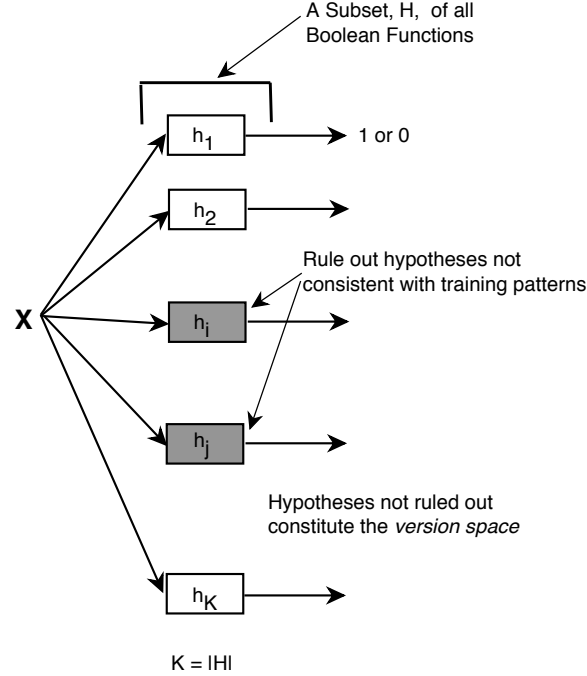 A Subset, H, of all
Boolean Functions
h1
1 or 0
h2
Rule out hypotheses not
consistent with training patterns
X
hi
hj
Hypotheses not ruled out
constitute the version space
hK
K = |H|